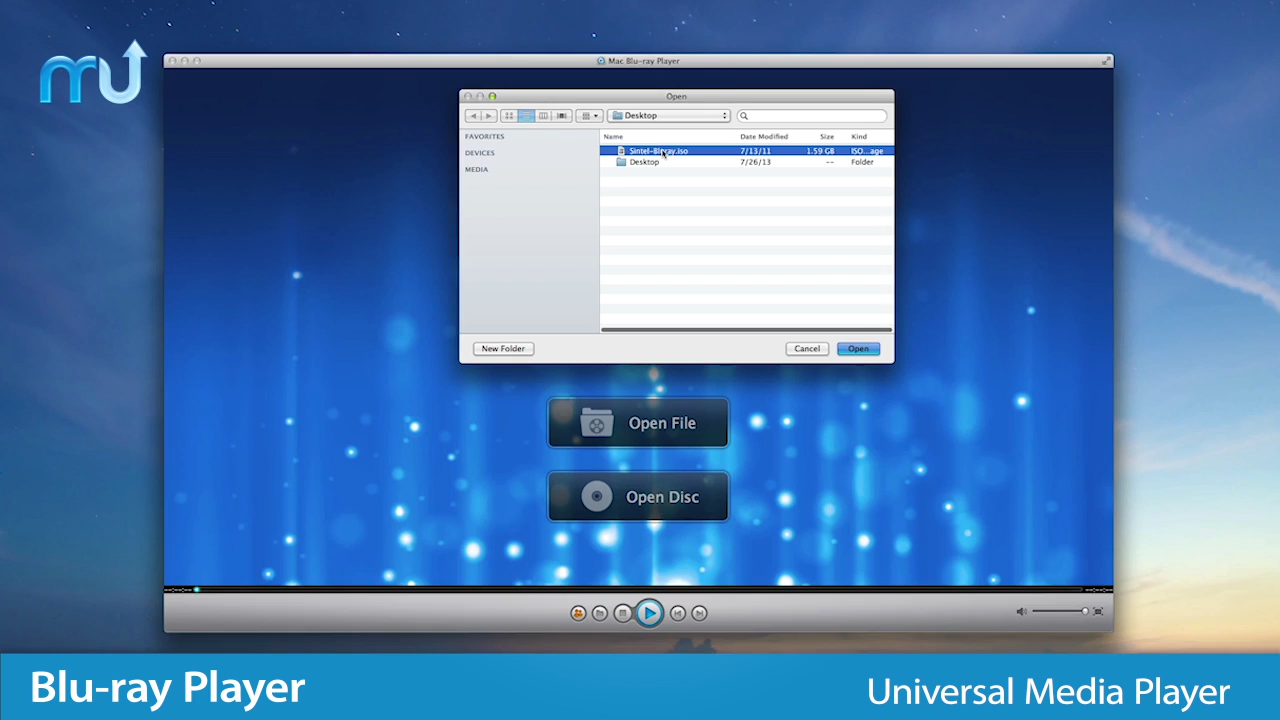 mu
Mac Blu-ray Player
Open
Desktop
FAVORITES
DEVICES
MEDIA
Name Date Modified Size Kind
Sintel-Bluray.iso 7/13/11 1.59 GB ISO...age
Desktop 7/26/13 -- Folder
New Folder Cancel Open
Open File
Open Disc
Blu-ray Player
Universal Media Player